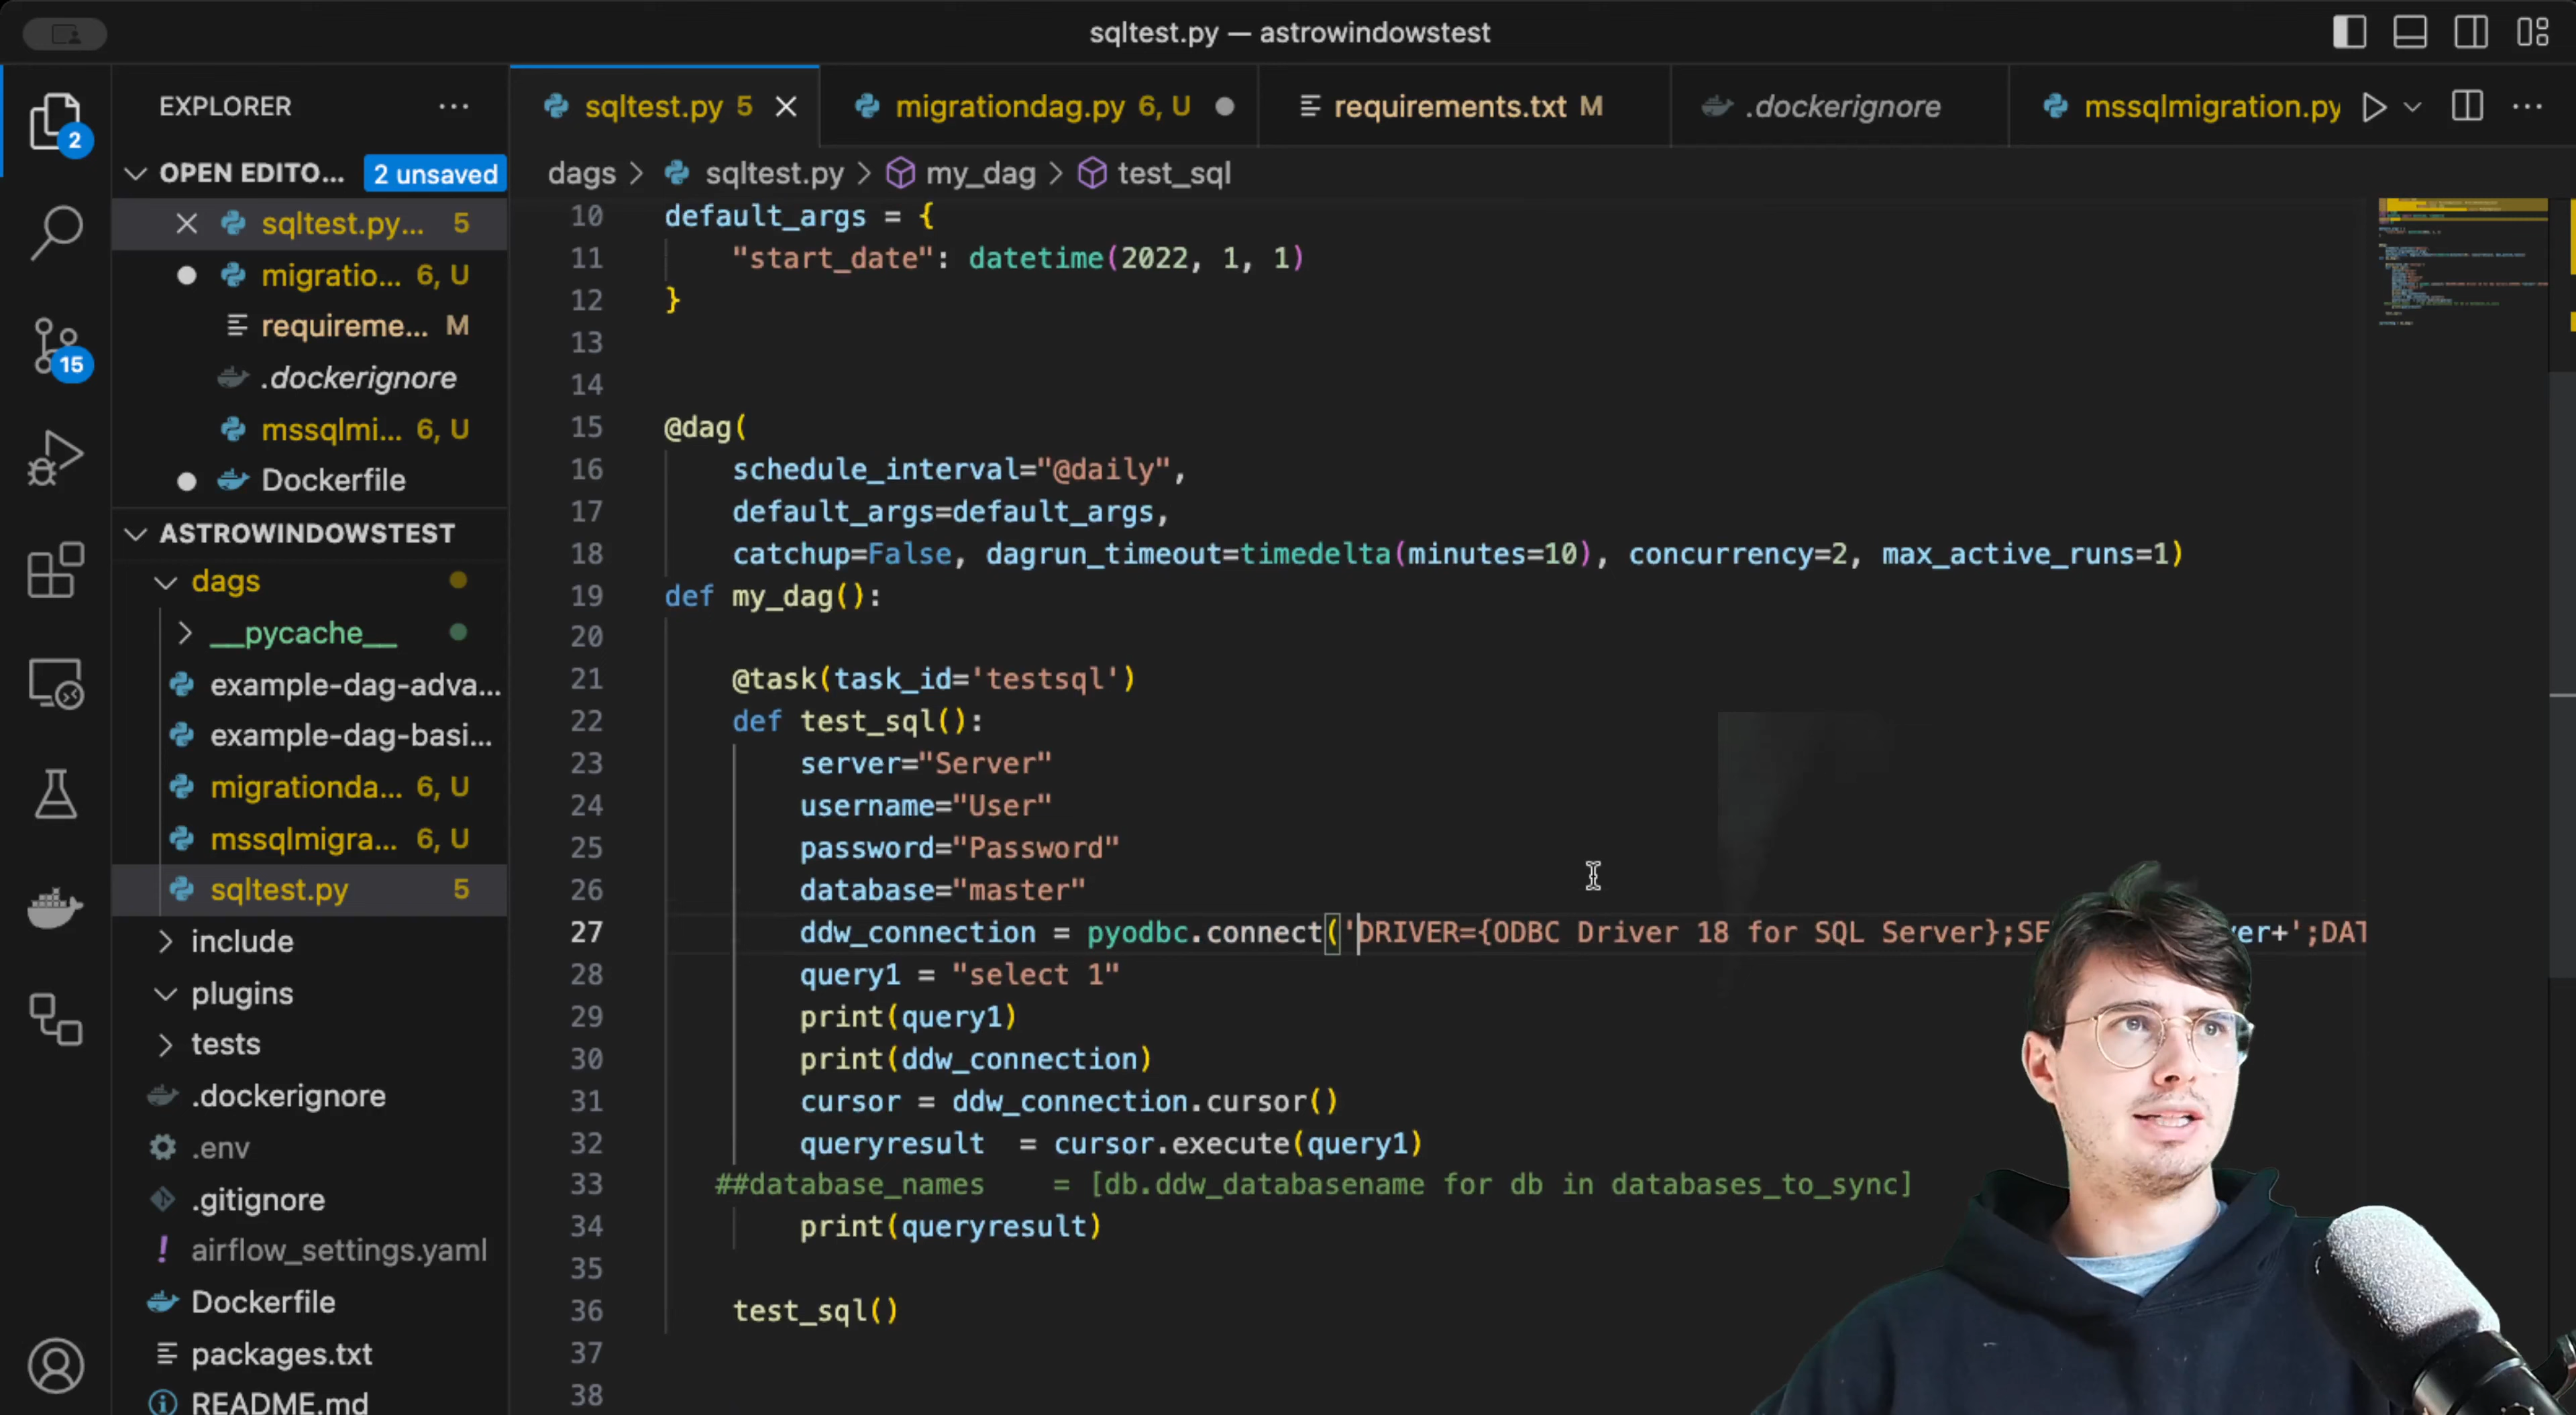 sqltest.py — astrowindowstest
EXPLORER
sqltest.py 5
migrationdag.py 6, U
requirements.txt M
.dockerignore
mssqlmigration.py
2
OPEN EDITO... 2 unsaved
dags > sqltest.py > my_dag > test_sql
sqltest.py... 5
migratio... 6, U
requireme... M
.dockerignore
mssqlmi... 6, U
Dockerfile
15
ASTROWINDOWSTEST
dags
__pycache__
example-dag-adva...
example-dag-basi...
migrationda... 6, U
mssqlmigra... 6, U
sqltest.py 5
include
plugins
tests
.dockerignore
.env
.gitignore
airflow_settings.yaml
Dockerfile
packages.txt
README.md
10 default_args = {
11 "start_date": datetime(2022, 1, 1)
12 }
13
14
15 @dag(
16 schedule_interval="@daily",
17 default_args=default_args,
18 catchup=False, dagrun_timeout=timedelta(minutes=10), concurrency=2, max_active_runs=1)
19 def my_dag():
20
21 @task(task_id='testsql')
22 def test_sql():
23 server="Server"
24 username="User"
25 password="Password"
26 database="master"
27 ddw_connection = pyodbc.connect('DRIVER={ODBC Driver 18 for SQL Server};SE ver+';DAT
28 query1 = "select 1"
29 print(query1)
30 print(ddw_connection)
31 cursor = ddw_connection.cursor()
32 queryresult = cursor.execute(query1)
33 ##database_names = [db.ddw_databasename for db in databases_to_sync]
34 print(queryresult)
35
36 test_sql()
37
38